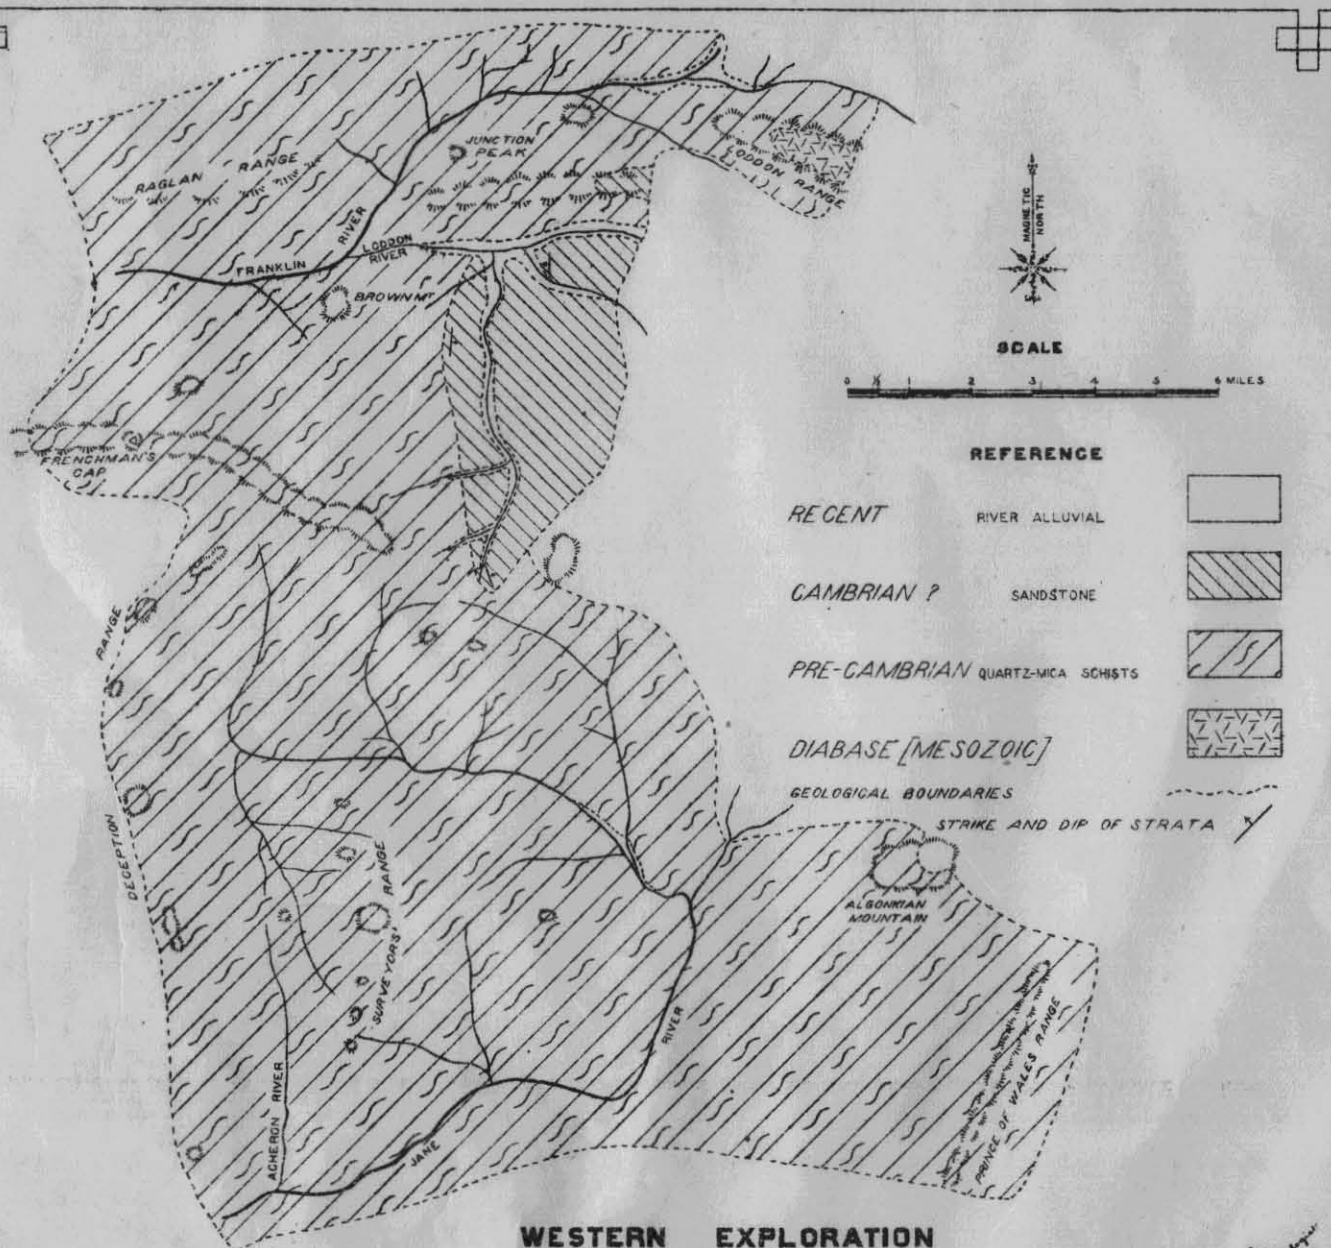 JUNCTION
PEAK
RAGLAN RANGE
LODDON RANGE
RIVER
LODDON
RIVER
FRANKLIN
BROWN MT
FRENCHMAN'S
CAP
MAGNETIC
NORTH
SCALE
0 ½ 1 2 3 4 5 6 MILES
REFERENCE
RECENT RIVER ALLUVIAL
CAMBRIAN ? SANDSTONE
PRE-CAMBRIAN QUARTZ-MICA SCHISTS
DIABASE [MESOZOIC]
GEOLOGICAL BOUNDARIES
STRIKE AND DIP OF STRATA
DECEPTION RANGE
SURVEYORS' RANGE
ALGONKIAN
MOUNTAIN
ACHERON RIVER
JANE RIVER
PRINCE OF WALES RANGE
WESTERN EXPLORATION